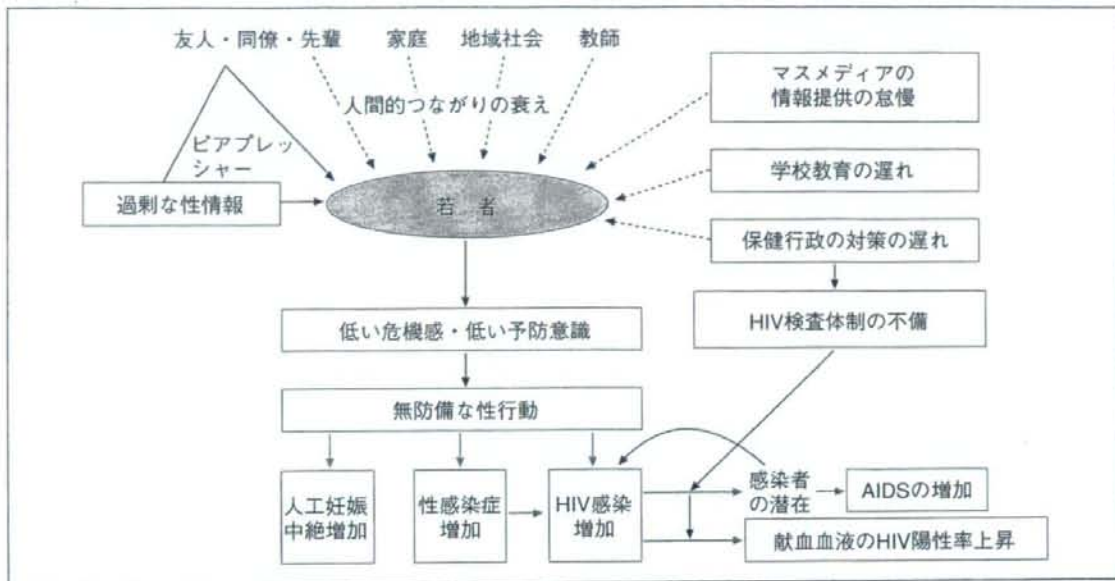 友人・同僚・先輩　家庭　地域社会　教師
マスメディアの
情報提供の怠慢
人間的つながりの衰え
ピアプレッ
シャー
学校教育の遅れ
過剰な性情報
若　者
保健行政の対策の遅れ
HIV検査体制の不備
低い危機感・低い予防意識
無防備な性行動
人工妊娠
中絶増加
性感染症
増加
HIV感染
増加
感染者
の潜在
AIDSの増加
献血血液のHIV陽性率上昇